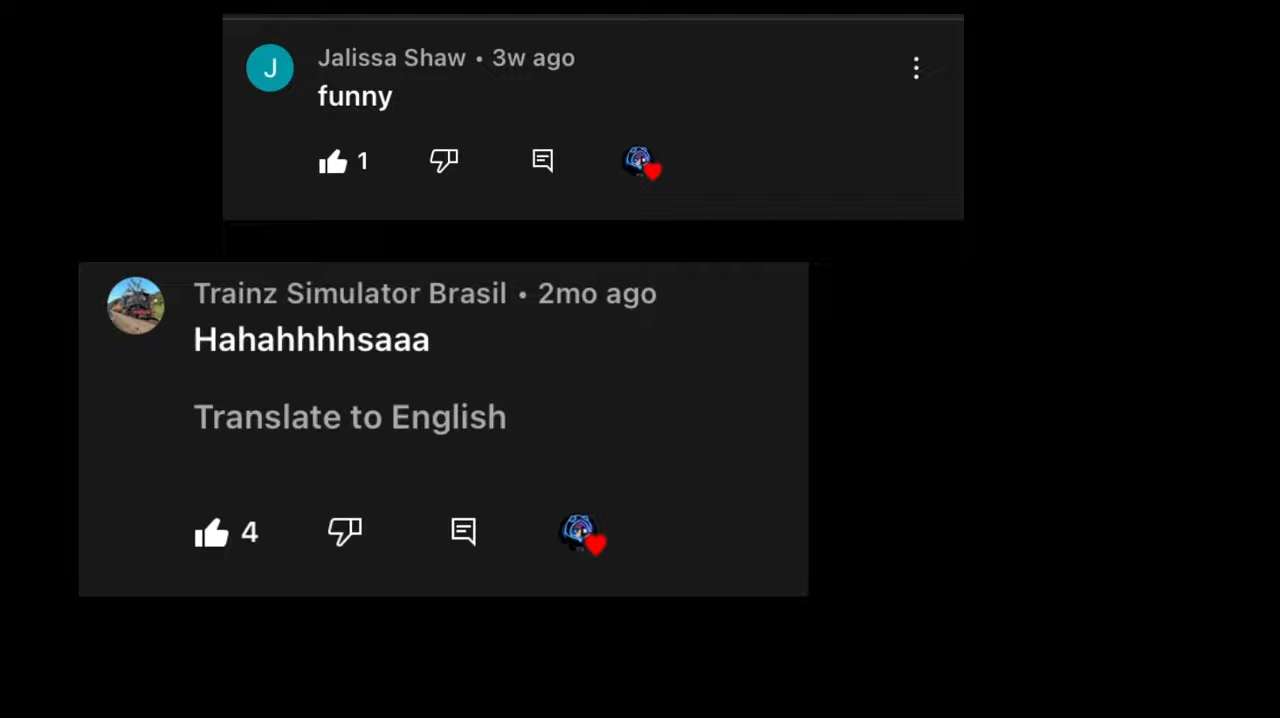 J
Jalissa Shaw • 3w ago
funny
1
Trainz Simulator Brasil • 2mo ago
Hahahhhhsaaa
Translate to English
4